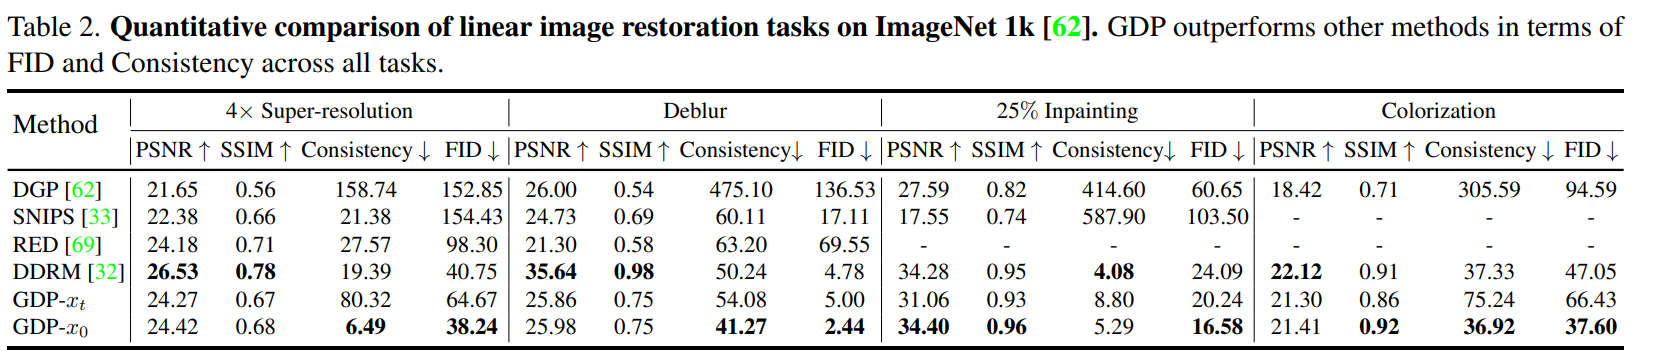 Table 2. Quantitative comparison of linear image restoration tasks on ImageNet 1k [62]. GDP outperforms other methods in terms of
FID and Consistency across all tasks.
Method 4× Super-resolution Deblur 25% Inpainting Colorization
PSNR ↑ SSIM ↑ Consistency ↓ FID ↓ PSNR ↑ SSIM ↑ Consistency↓ FID ↓ PSNR ↑ SSIM ↑ Consistency↓ FID ↓ PSNR ↑ SSIM ↑ Consistency ↓ FID ↓
DGP [62] 21.65 0.56 158.74 152.85 26.00 0.54 475.10 136.53 27.59 0.82 414.60 60.65 18.42 0.71 305.59 94.59
SNIPS [33] 22.38 0.66 21.38 154.43 24.73 0.69 60.11 17.11 17.55 0.74 587.90 103.50 - - - -
RED [69] 24.18 0.71 27.57 98.30 21.30 0.58 63.20 69.55 - - - - - - - -
DDRM [32] 26.53 0.78 19.39 40.75 35.64 0.98 50.24 4.78 34.28 0.95 4.08 24.09 22.12 0.91 37.33 47.05
GDP-xt 24.27 0.67 80.32 64.67 25.86 0.75 54.08 5.00 31.06 0.93 8.80 20.24 21.30 0.86 75.24 66.43
GDP-x0 24.42 0.68 6.49 38.24 25.98 0.75 41.27 2.44 34.40 0.96 5.29 16.58 21.41 0.92 36.92 37.60